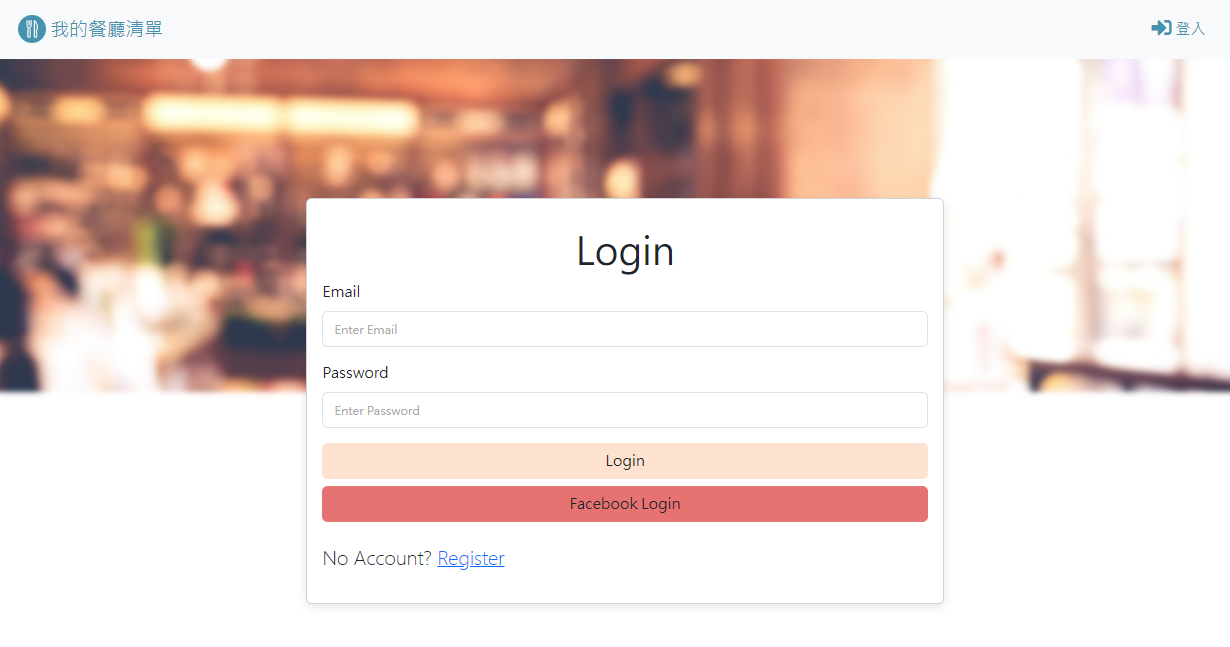 我的餐廳清單
登入
Login
Email
Enter Email
Password
Enter Password
Login
Facebook Login
No Account? Register